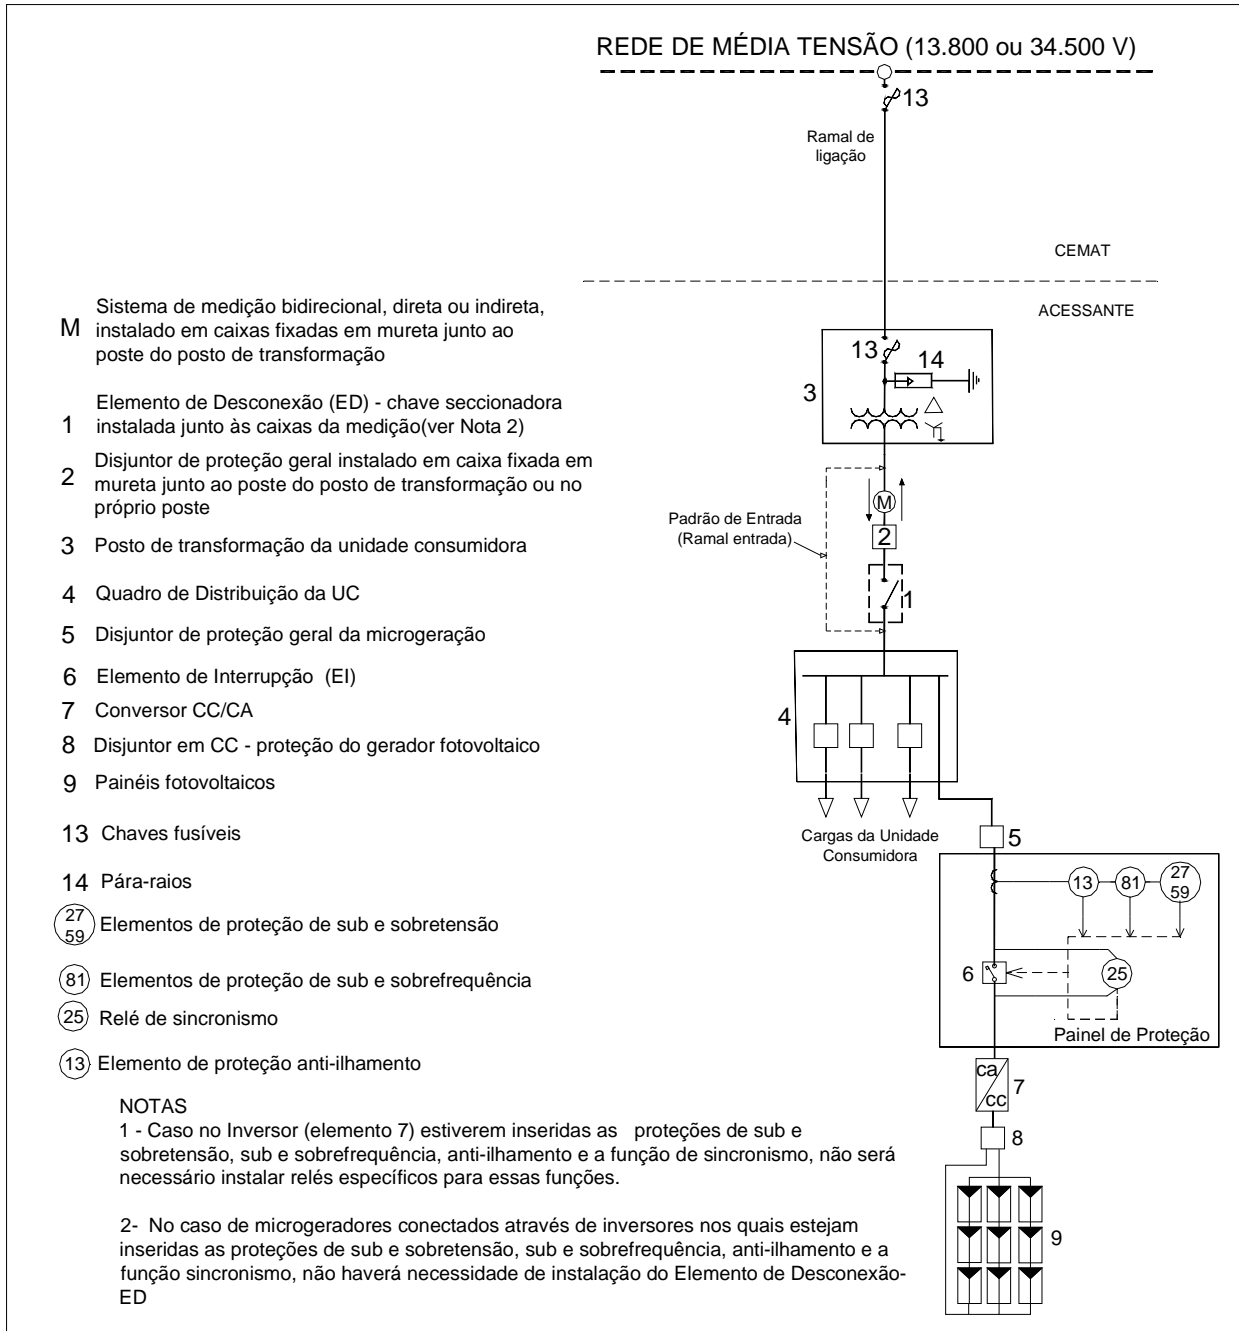 REDE DE MÉDIA TENSÃO (13.800 ou 34.500 V)
13
Ramal de
ligação
CEMAT
ACESSANTE
M
Sistema de medição bidirecional, direta ou indireta,
instalado em caixas fixadas em mureta junto ao
poste do posto de transformação
1
Elemento de Desconexão (ED) - chave seccionadora
instalada junto às caixas da medição(ver Nota 2)
2
Disjuntor de proteção geral instalado em caixa fixada em
mureta junto ao poste do posto de transformação ou no
próprio poste
3 Posto de transformação da unidade consumidora
4 Quadro de Distribuição da UC
5 Disjuntor de proteção geral da microgeração
6 Elemento de Interrupção (EI)
7 Conversor CC/CA
8 Disjuntor em CC - proteção do gerador fotovoltaico
9 Painéis fotovoltaicos
13 Chaves fusíveis
14 Pára-raios
27
59
Elementos de proteção de sub e sobretensão
81 Elementos de proteção de sub e sobrefrequência
25 Relé de sincronismo
13 Elemento de proteção anti-ilhamento
13
14
3
M
Padrão de Entrada
(Ramal entrada)
2
1
4
Cargas da Unidade
Consumidora
5
13
81
27
59
6
25
Painel de Proteção
ca
cc
7
8
9
NOTAS
1 - Caso no Inversor (elemento 7) estiverem inseridas as proteções de sub e
sobretensão, sub e sobrefrequência, anti-ilhamento e a função de sincronismo, não será
necessário instalar relés específicos para essas funções.
2- No caso de microgeradores conectados através de inversores nos quais estejam
inseridas as proteções de sub e sobretensão, sub e sobrefrequência, anti-ilhamento e a
função sincronismo, não haverá necessidade de instalação do Elemento de Desconexão-
ED